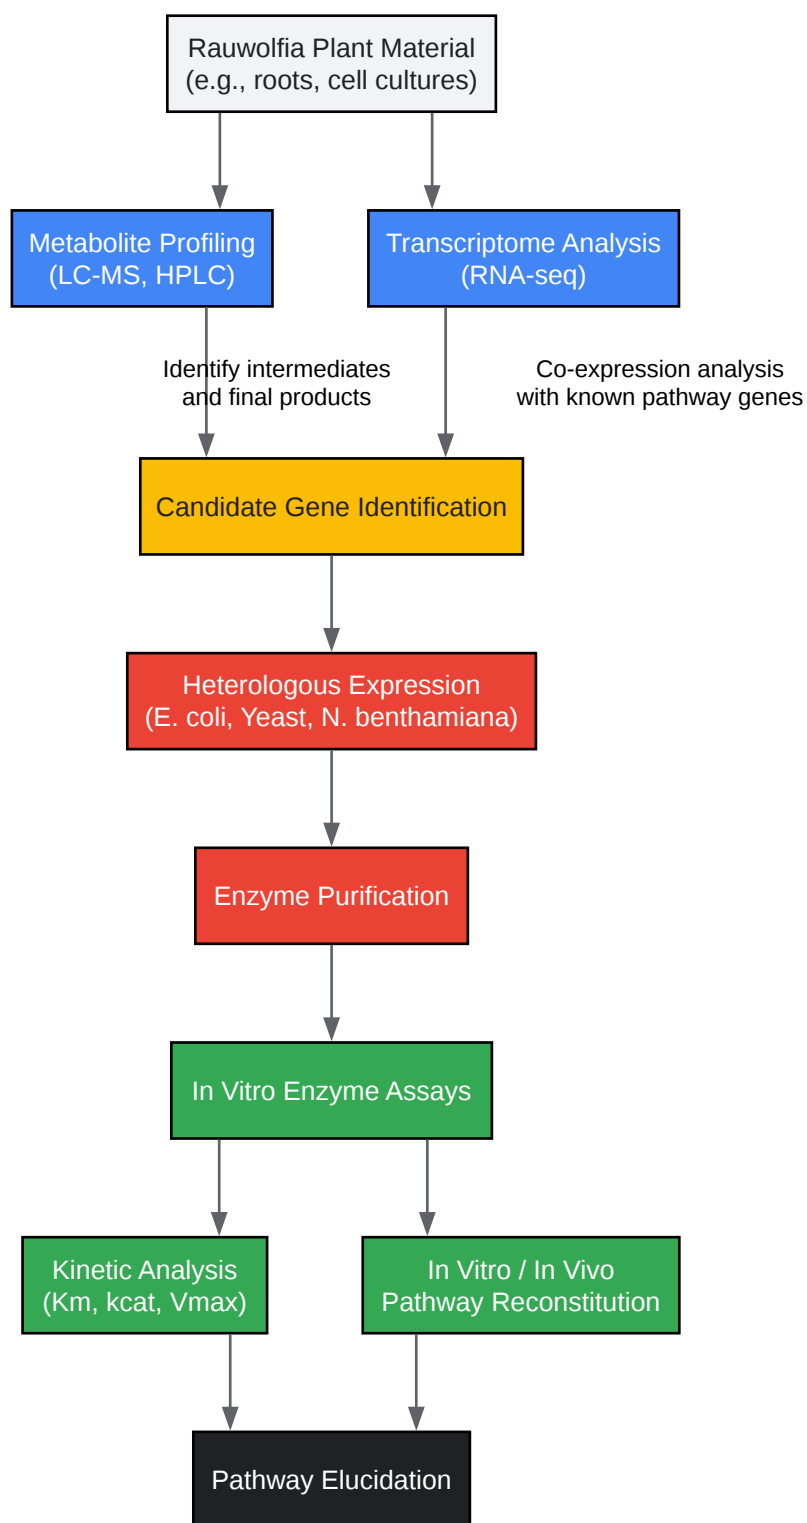 Rauwolfia Plant Material
(e.g., roots, cell cultures)
Metabolite Profiling
(LC-MS, HPLC)
Transcriptome Analysis
(RNA-seq)
Identify intermediates
and final products
Co-expression analysis
with known pathway genes
Candidate Gene Identification
Heterologous Expression
(E. coli, Yeast, N. benthamiana)
Enzyme Purification
In Vitro Enzyme Assays
Kinetic Analysis
(Km, kcat, Vmax)
In Vitro / In Vivo
Pathway Reconstitution
Pathway Elucidation